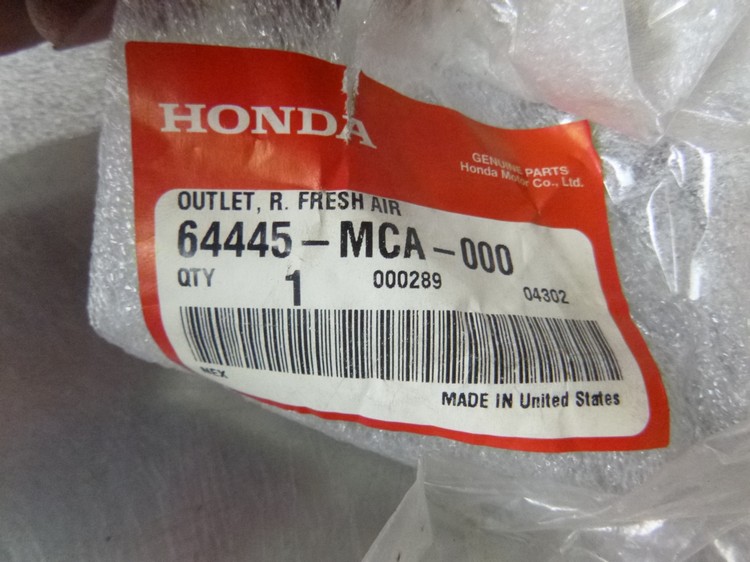 HONDA
GENUINE PARTS
Honda Motor Co., Ltd.
OUTLET, R. FRESH AIR
64445-MCA-000
QTY 1 000289 04302
NEX
MADE IN United States